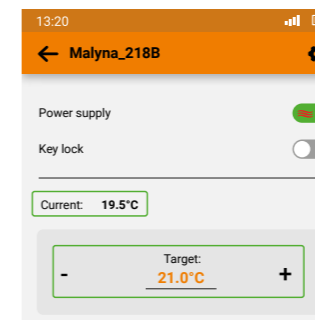 13:20
Malyna_218B
Power supply
Key lock
Current: 19.5°C
Target:
- 21.0°C +